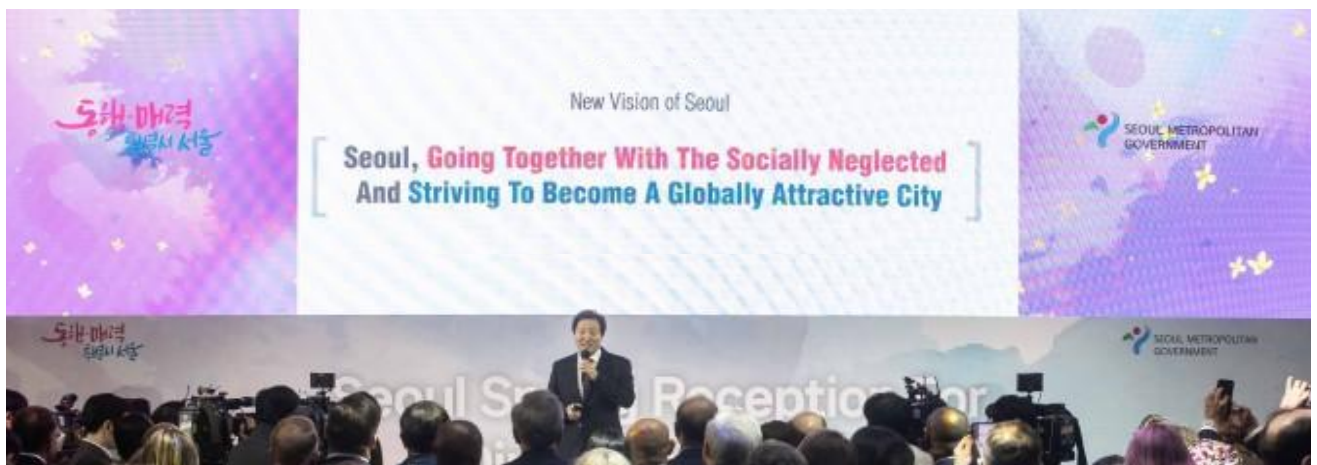 동행·매력
특별시 서울
New Vision of Seoul
Seoul, Going Together With The Socially Neglected
And Striving To Become A Globally Attractive City
SEOUL METROPOLITAN
GOVERNMENT
동행·매력
특별시 서울
SEOUL METROPOLITAN
GOVERNMENT
Seoul Reception